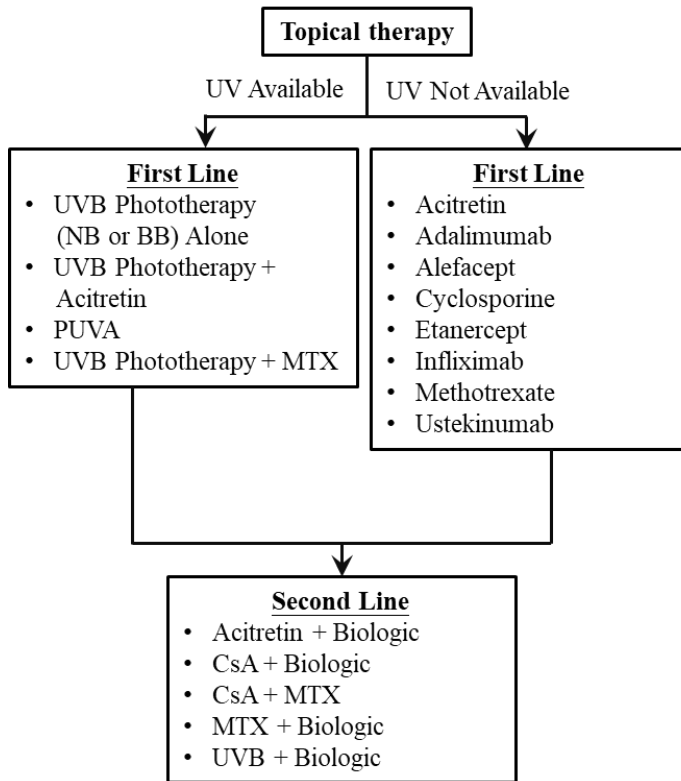 Topical therapy
UV Available
UV Not Available
First Line
• UVB Phototherapy
(NB or BB) Alone
• UVB Phototherapy +
Acitretin
• PUVA
• UVB Phototherapy + MTX
First Line
• Acitretin
• Adalimumab
• Alefacept
• Cyclosporine
• Etanercept
• Infliximab
• Methotrexate
• Ustekinumab
Second Line
• Acitretin + Biologic
• CsA + Biologic
• CsA + MTX
• MTX + Biologic
• UVB + Biologic